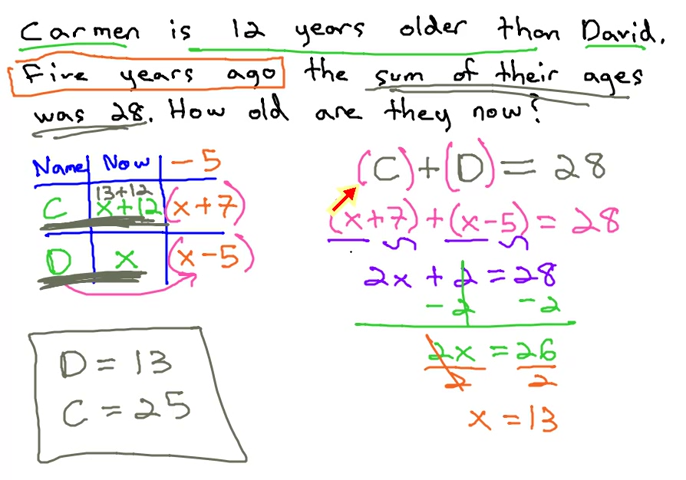 Carmen is 12 years older than David.
Five years ago the sum of their ages
was 28. How old are they now?
Name Now -5
13+12
C x+12 (x+7)
D x (x-5)
(C)+(D)=28
(x+7)+(x-5)=28
2x+2=28
-2 -2
2x=26
2 2
x=13
D=13
C=25